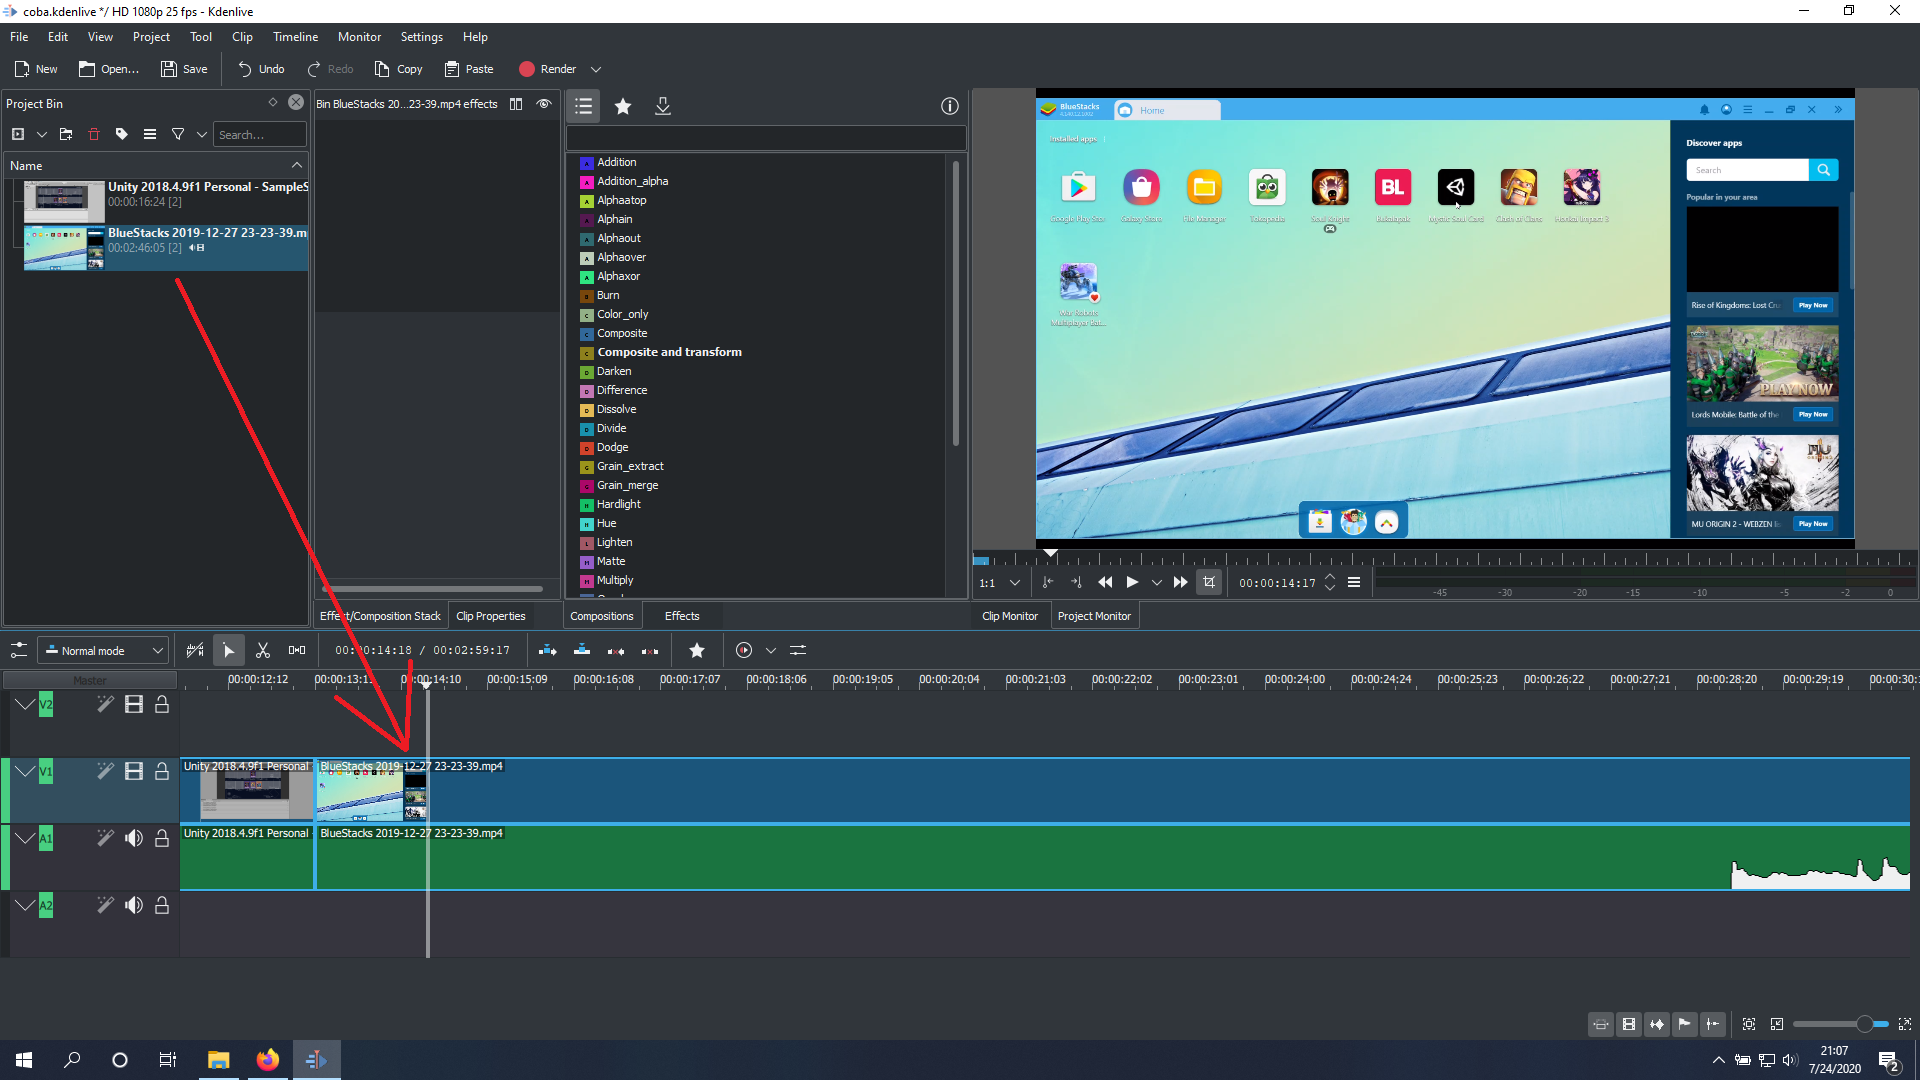 coba.kdenlive */ HD 1080p 25 fps - Kdenlive
File Edit View Project Tool Clip Timeline Monitor Settings Help
New Open... Save Undo Redo Copy Paste Render
Project Bin
Search...
Name
Unity 2018.4.9f1 Personal - SampleS
00:00:16:24 [2]
BlueStacks 2019-12-27 23-23-39.m
00:02:46:05 [2]
Bin BlueStacks 20...23-39.mp4 effects
Addition
Addition_alpha
Alphaatop
Alphain
Alphaout
Alphaover
Alphaxor
Burn
Color_only
Composite
Composite and transform
Darken
Difference
Dissolve
Divide
Dodge
Grain_extract
Grain_merge
Hardlight
Hue
Lighten
Matte
Multiply
Effect/Composition Stack Clip Properties
Compositions Effects
BlueStacks
Home
Installed apps
Google Play Store Galaxy Store File Manager Tokopedia Soul Knight Bukalapak Mystic Soul Card Clash of Clans Honkai Impact 3
BL
War Robots
Multiplayer Bat...
Discover apps
Search
Popular in your area
Rise of Kingdoms: Lost Cru Play Now
PLAY NOW
Lords Mobile: Battle of the Play Now
MU
MU ORIGIN 2 - WEBZEN Play Now
1:1 00:00:14:17
-45 -30 -20 -15 -10 -5 -2 0
Clip Monitor Project Monitor
Normal mode
00:00:14:18 / 00:02:59:17
Master
00:00:12:12 00:00:13:11 00:00:14:10 00:00:15:09 00:00:16:08 00:00:17:07 00:00:18:06 00:00:19:05 00:00:20:04 00:00:21:03 00:00:22:02 00:00:23:01 00:00:24:00 00:00:24:24 00:00:25:23 00:00:26:22 00:00:27:21 00:00:28:20 00:00:29:19 00:00:30:
V2
V1
Unity 2018.4.9f1 Personal BlueStacks 2019-12-27 23-23-39.mp4
A1
Unity 2018.4.9f1 Personal BlueStacks 2019-12-27 23-23-39.mp4
A2
21:07
7/24/2020
2